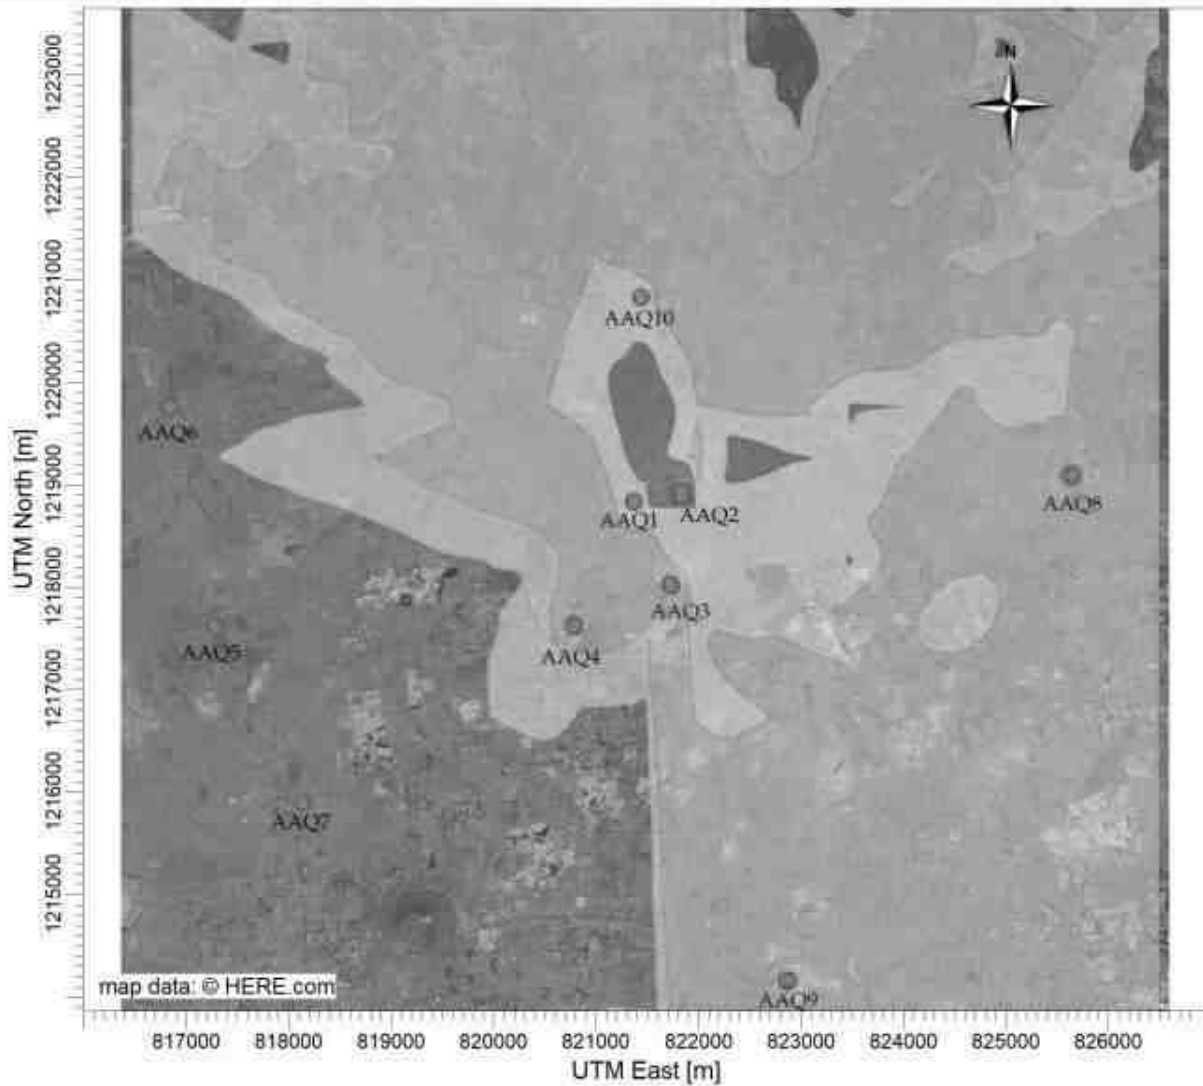 N
1223000
1222000
1221000
1220000
1219000
1218000
1217000
1216000
1215000
UTM North [m]
AAQ10
AAQ6
AAQ1
AAQ2
AAQ8
AAQ3
AAQ4
AAQ5
AAQ7
AAQ9
map data: © HERE.com
817000 818000 819000 820000 821000 822000 823000 824000 825000 826000
UTM East [m]